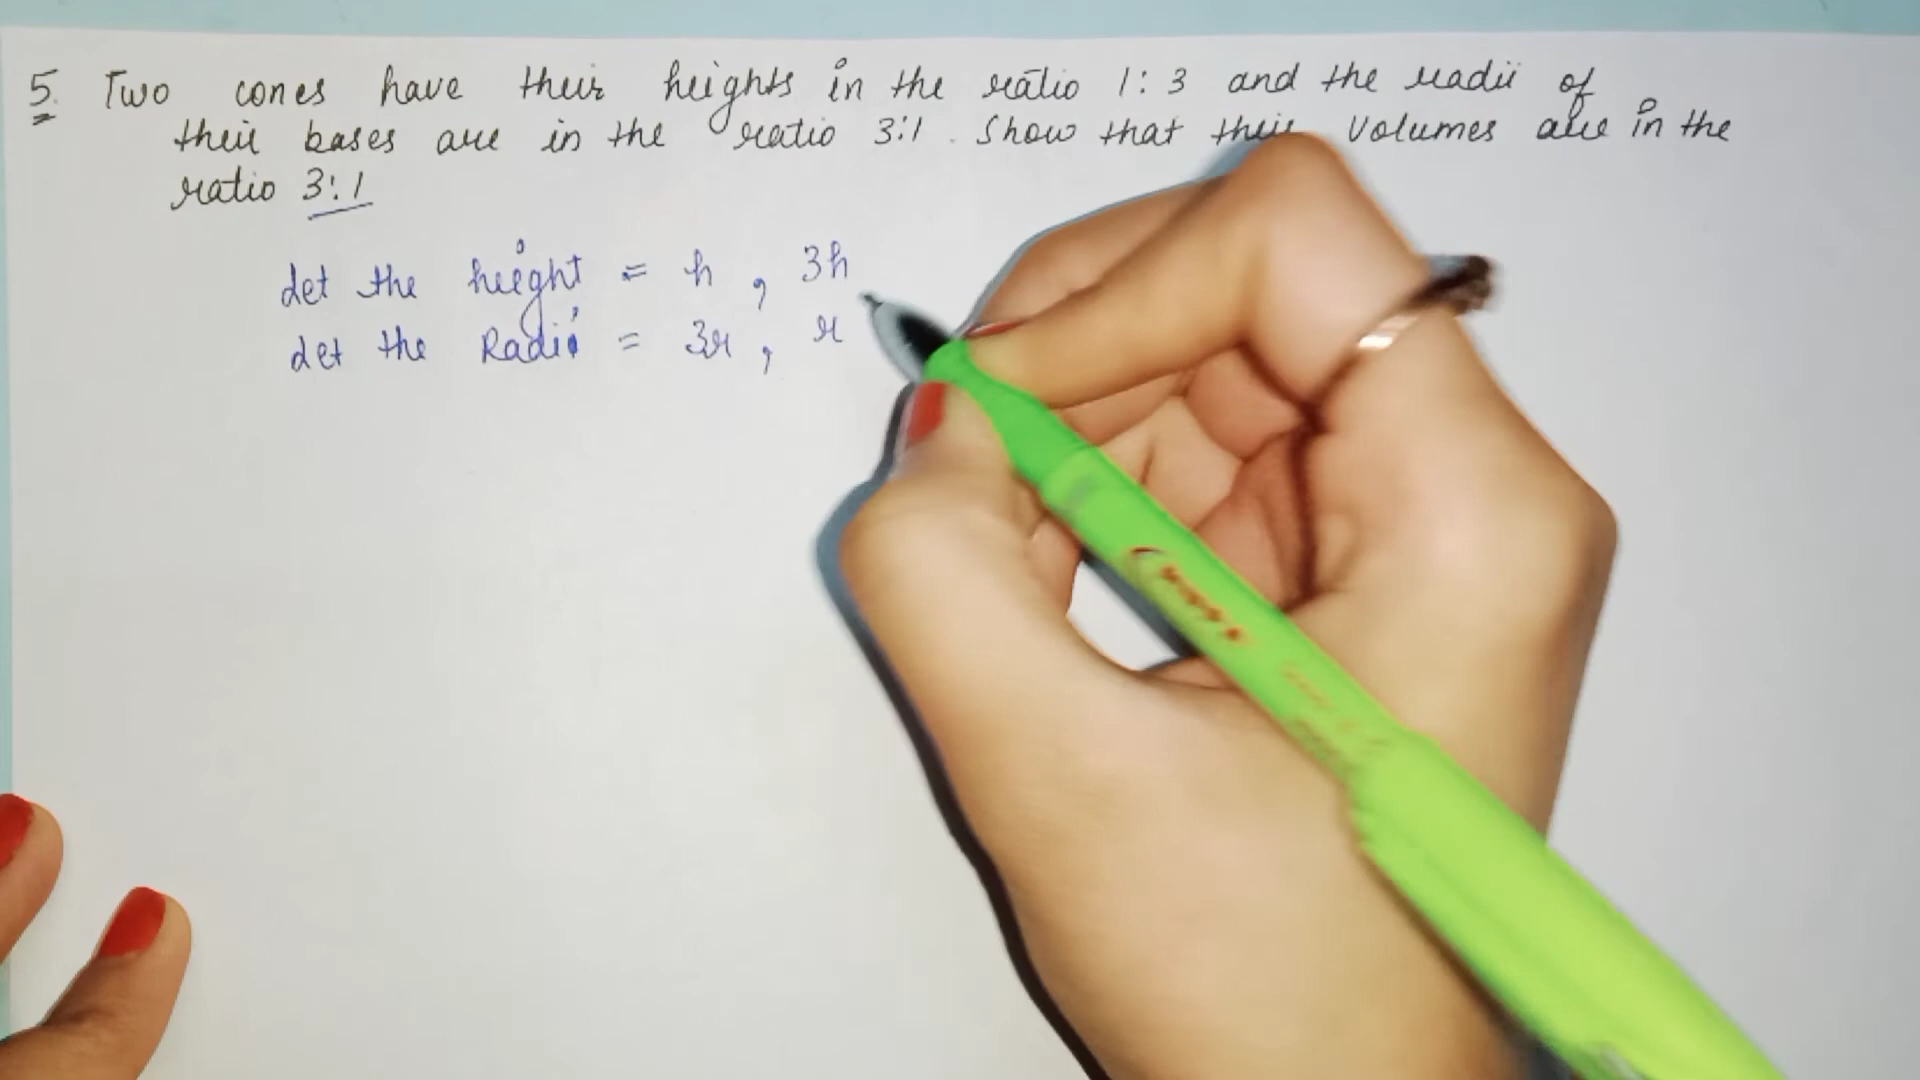 5. Two cones have their heights in the ratio 1:3 and the radii of
their bases are in the ratio 3:1. Show that their Volumes are in the
ratio 3:1
Let the height = h, 3h
Let the Radii = 3r, r